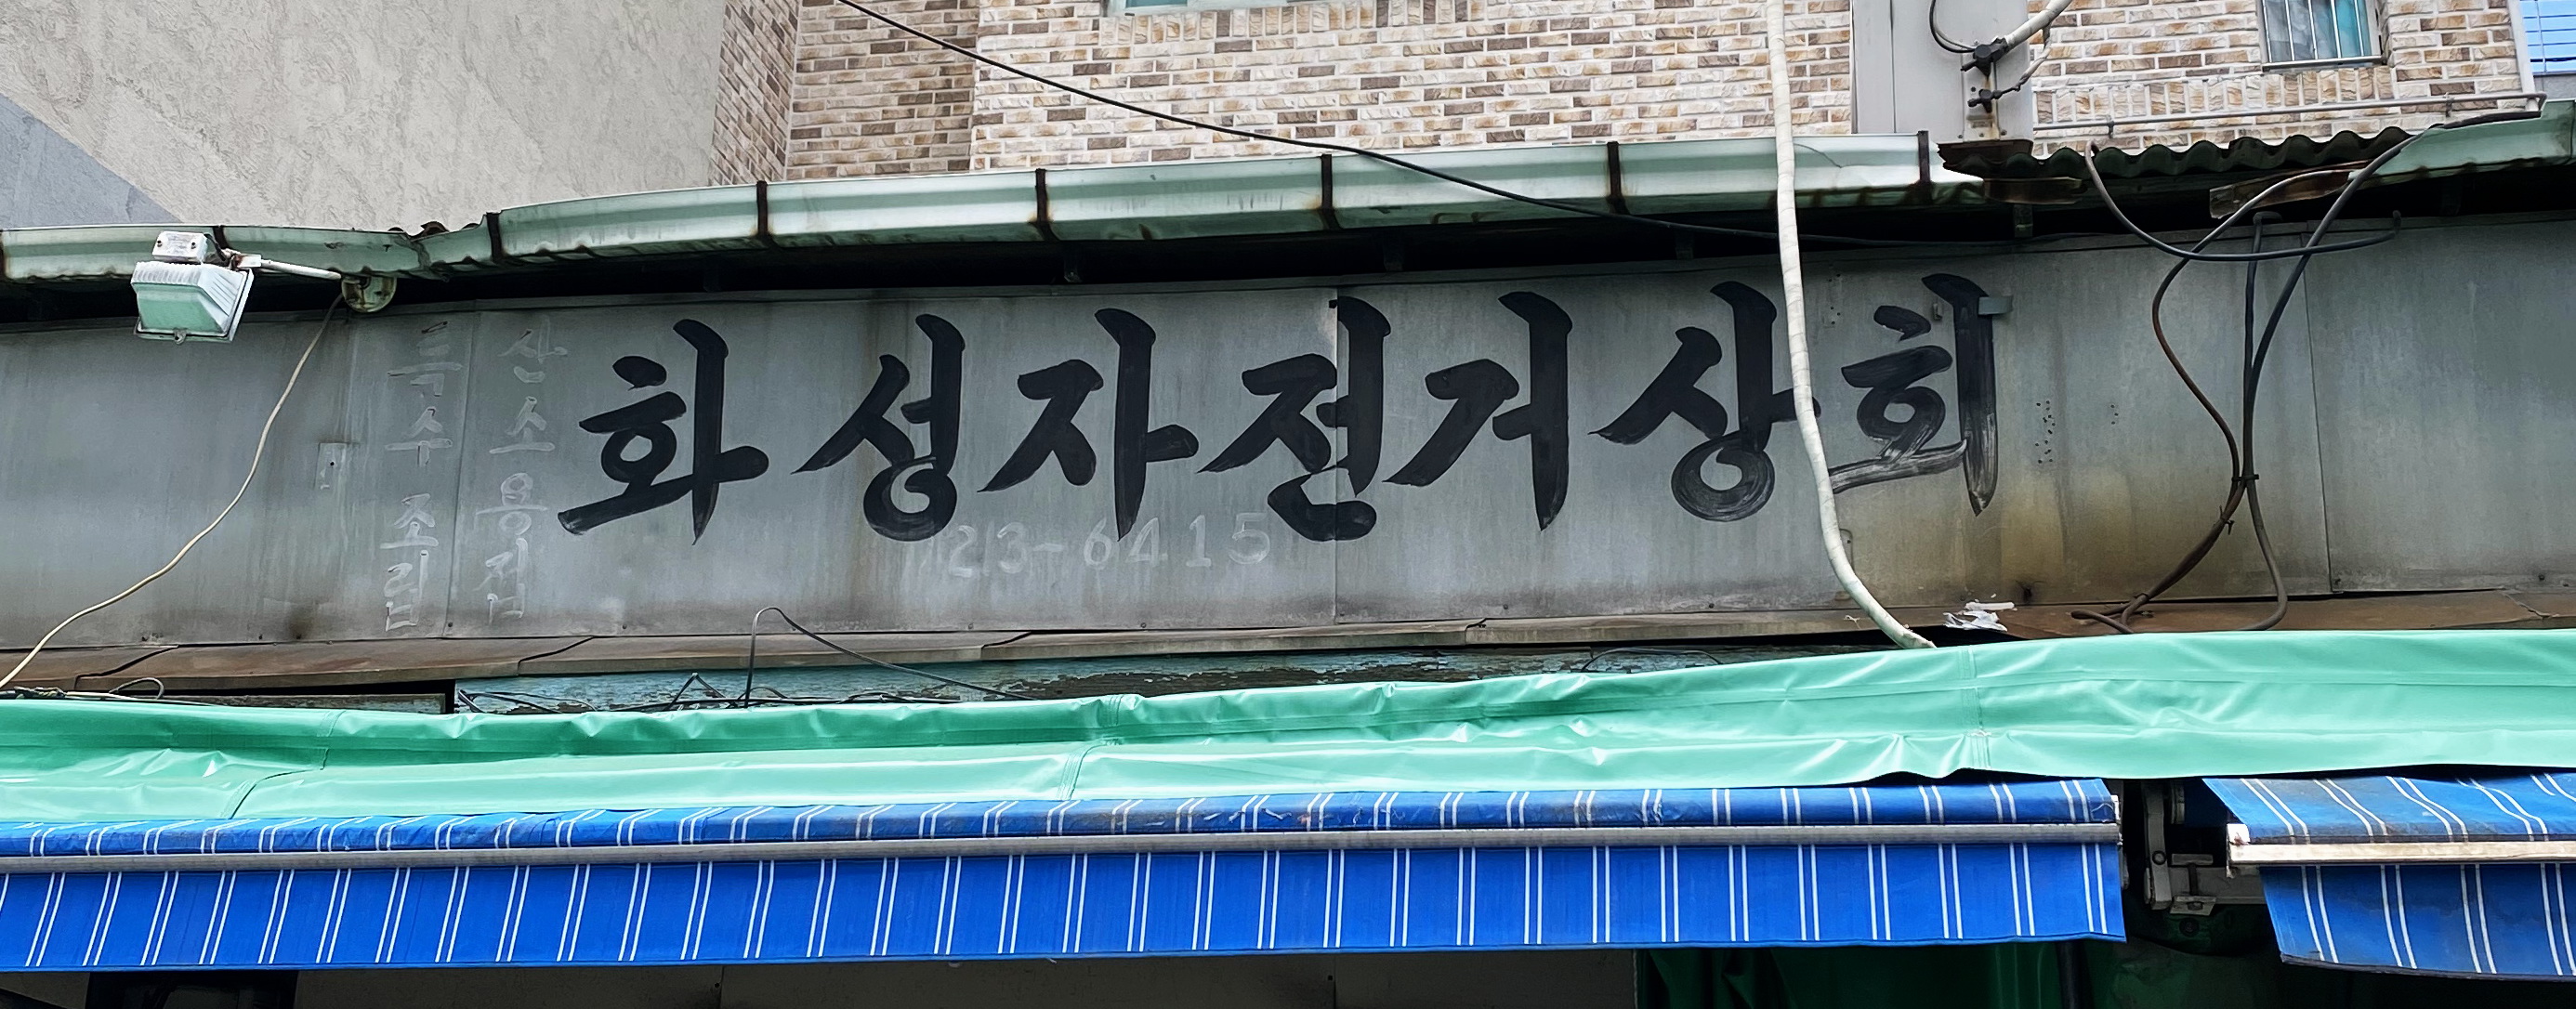 특수 조립
산소용접
화성자전거상회
23-6415